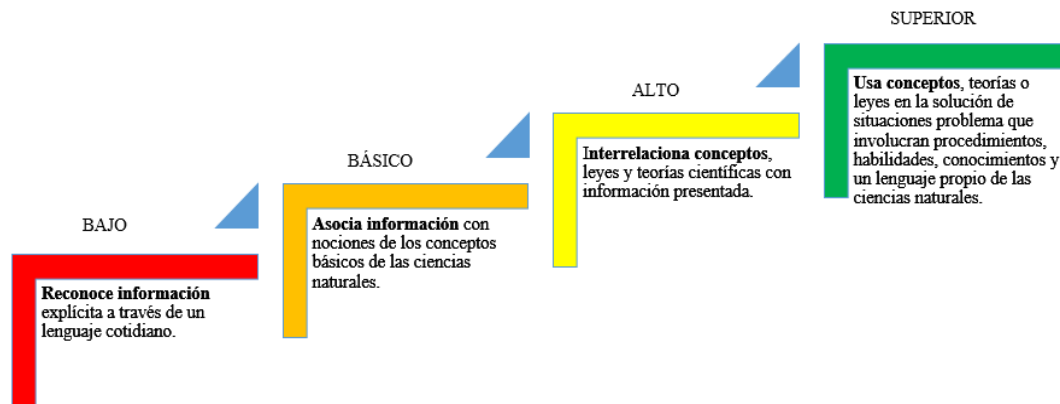 BAJO
Reconoce información
explícita a través de un
lenguaje cotidiano.
BÁSICO
Asocia información con
nociones de los conceptos
básicos de las ciencias
naturales.
ALTO
Interrelaciona conceptos,
leyes y teorías científicas con
información presentada.
SUPERIOR
Usa conceptos, teorías o
leyes en la solución de
situaciones problema que
involucran procedimientos,
habilidades, conocimientos y
un lenguaje propio de las
ciencias naturales.